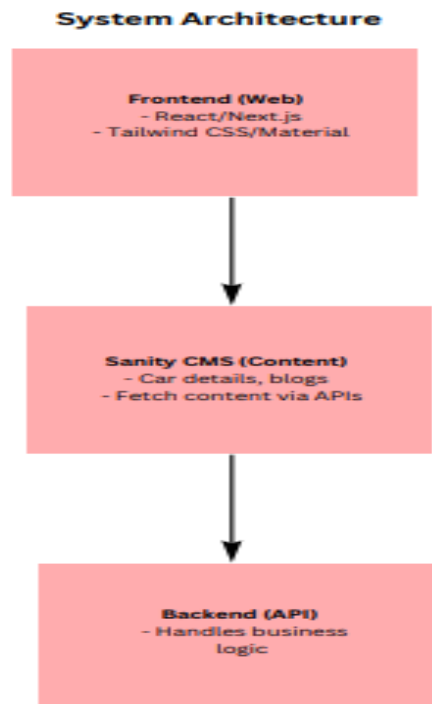 System Architecture
Frontend (Web)
- React/Next.js
- Tailwind CSS/Material
Sanity CMS (Content)
- Car details, blogs
- Fetch content via APIs
Backend (API)
- Handles business
logic